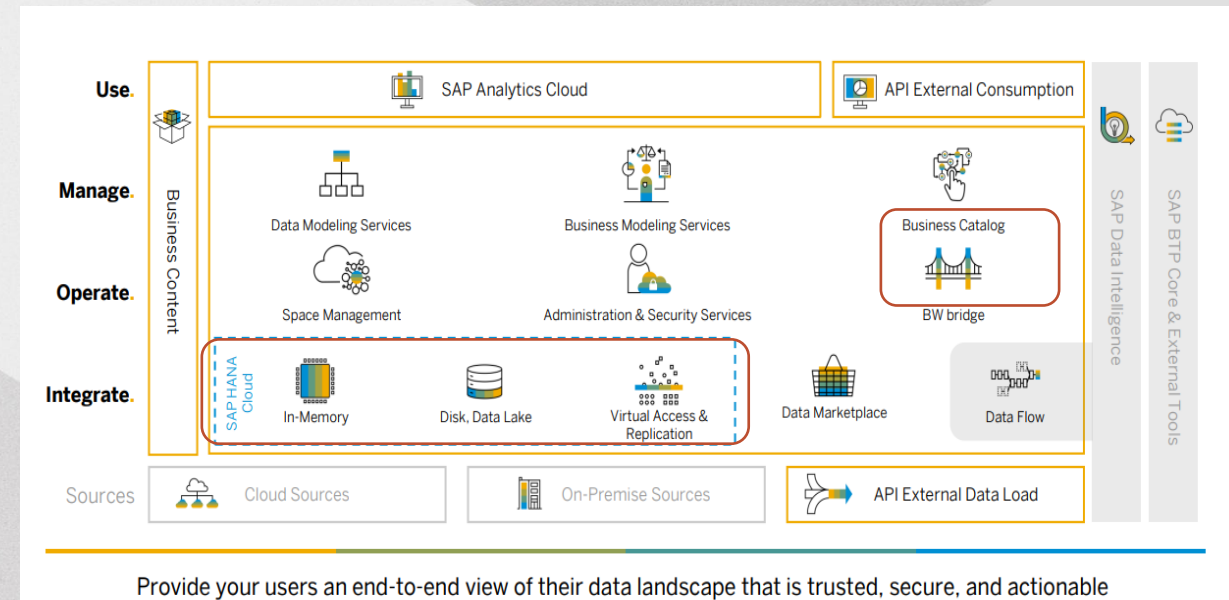 Use.
SAP Analytics Cloud
API External Consumption
Manage.
Business Content
Data Modeling Services
Business Modeling Services
Business Catalog
Operate.
Space Management
Administration & Security Services
BW bridge
Integrate.
SAP HANA
Cloud
In-Memory
Disk, Data Lake
Virtual Access &
Replication
Data Marketplace
Data Flow
SAP Data Intelligence
SAP BTP Core & External Tools
Sources
Cloud Sources
On-Premise Sources
API External Data Load
Provide your users an end-to-end view of their data landscape that is trusted, secure, and actionable